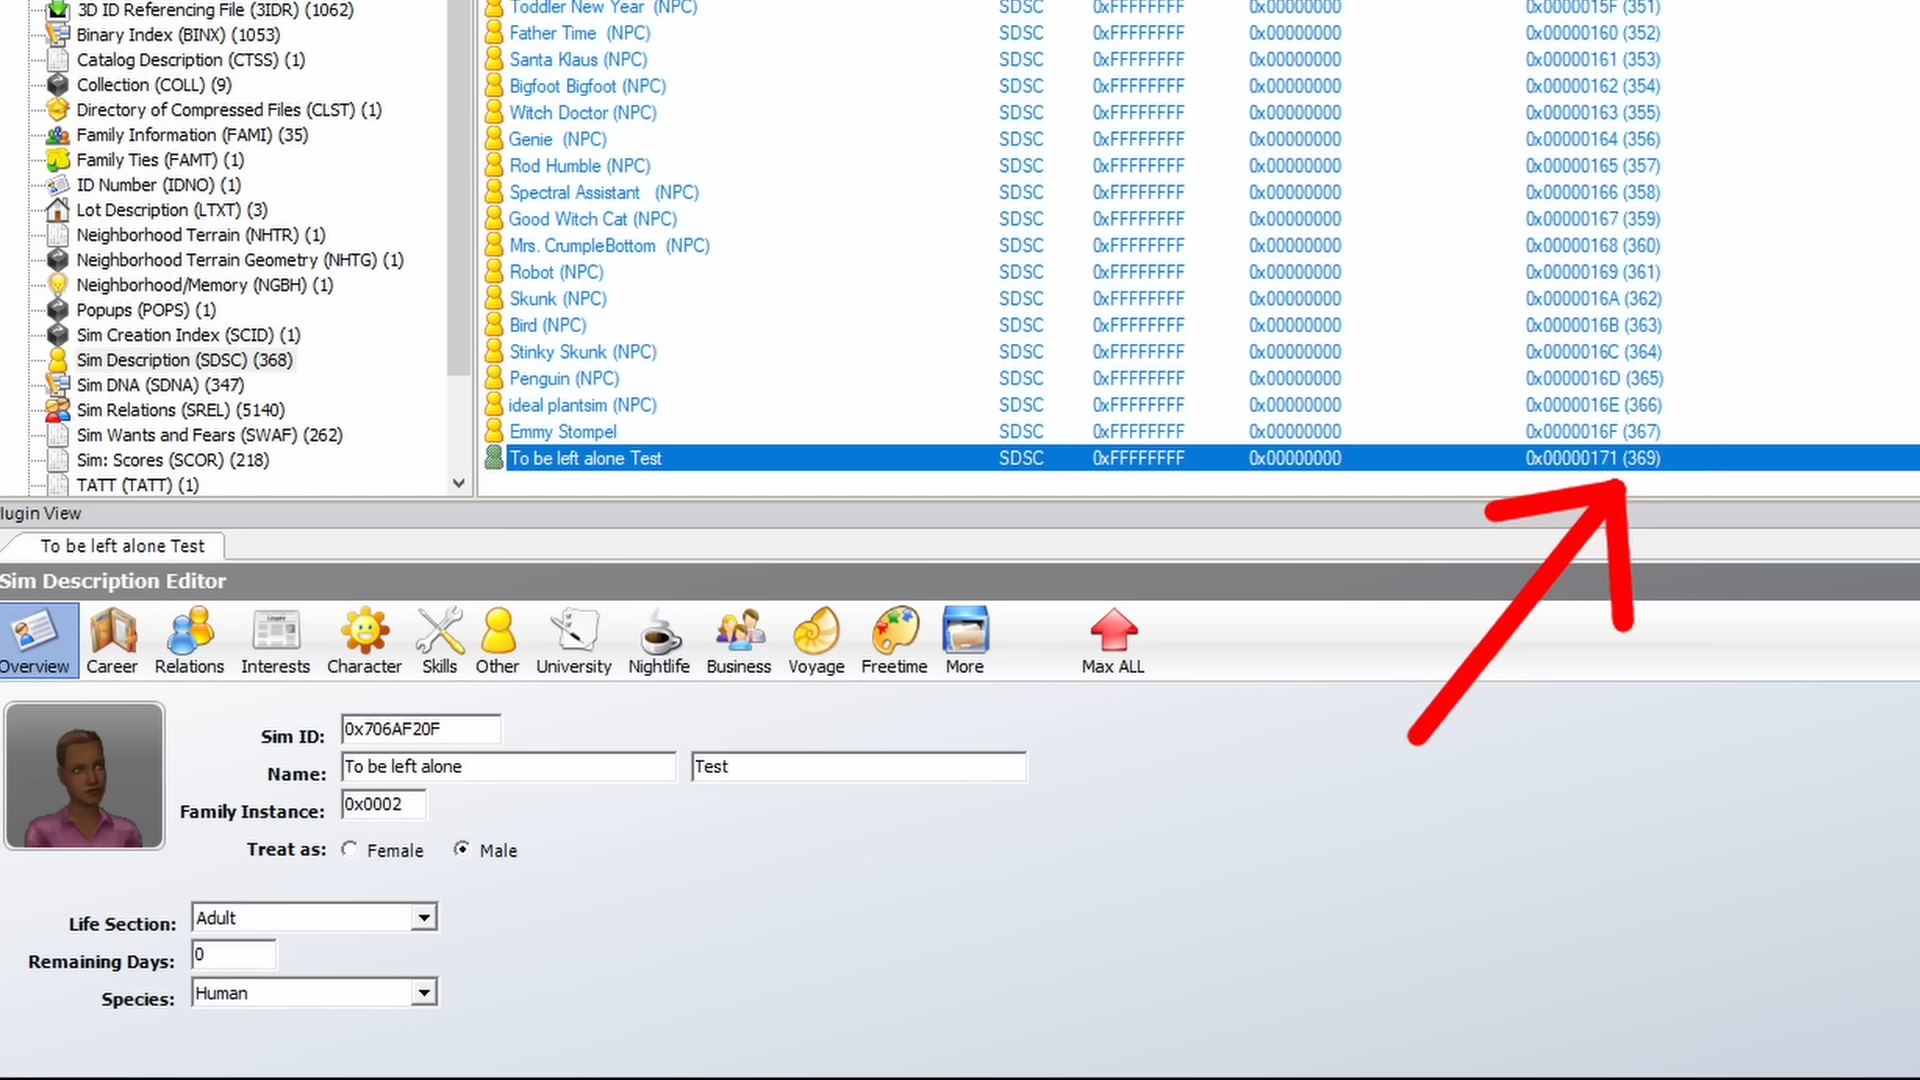 3D ID Referencing File (3IDR) (1062)
Binary Index (BINX) (1053)
Catalog Description (CTSS) (1)
Collection (COLL) (9)
Directory of Compressed Files (CLST) (1)
Family Information (FAMI) (35)
Family Ties (FAMT) (1)
ID Number (IDNO) (1)
Lot Description (LTXT) (3)
Neighborhood Terrain (NHTR) (1)
Neighborhood Terrain Geometry (NHTG) (1)
Neighborhood/Memory (NGBH) (1)
Popups (POPS) (1)
Sim Creation Index (SCID) (1)
Sim Description (SDSC) (368)
Sim DNA (SDNA) (347)
Sim Relations (SREL) (5140)
Sim Wants and Fears (SWAF) (262)
Sim: Scores (SCOR) (218)
TATT (TATT) (1)
Toddler New Year (NPC) SDSC 0xFFFFFFFF 0x00000000 0x0000015F (351)
Father Time (NPC) SDSC 0xFFFFFFFF 0x00000000 0x00000160 (352)
Santa Klaus (NPC) SDSC 0xFFFFFFFF 0x00000000 0x00000161 (353)
Bigfoot Bigfoot (NPC) SDSC 0xFFFFFFFF 0x00000000 0x00000162 (354)
Witch Doctor (NPC) SDSC 0xFFFFFFFF 0x00000000 0x00000163 (355)
Genie (NPC) SDSC 0xFFFFFFFF 0x00000000 0x00000164 (356)
Rod Humble (NPC) SDSC 0xFFFFFFFF 0x00000000 0x00000165 (357)
Spectral Assistant (NPC) SDSC 0xFFFFFFFF 0x00000000 0x00000166 (358)
Good Witch Cat (NPC) SDSC 0xFFFFFFFF 0x00000000 0x00000167 (359)
Mrs. CrumpleBottom (NPC) SDSC 0xFFFFFFFF 0x00000000 0x00000168 (360)
Robot (NPC) SDSC 0xFFFFFFFF 0x00000000 0x00000169 (361)
Skunk (NPC) SDSC 0xFFFFFFFF 0x00000000 0x0000016A (362)
Bird (NPC) SDSC 0xFFFFFFFF 0x00000000 0x0000016B (363)
Stinky Skunk (NPC) SDSC 0xFFFFFFFF 0x00000000 0x0000016C (364)
Penguin (NPC) SDSC 0xFFFFFFFF 0x00000000 0x0000016D (365)
ideal plantsim (NPC) SDSC 0xFFFFFFFF 0x00000000 0x0000016E (366)
Emmy Stompel SDSC 0xFFFFFFFF 0x00000000 0x0000016F (367)
To be left alone Test SDSC 0xFFFFFFFF 0x00000000 0x00000171 (369)
lugin View
To be left alone Test
Sim Description Editor
Overview Career Relations Interests Character Skills Other University Nightlife Business Voyage Freetime More Max ALL
Sim ID: 0x706AF20F
Name: To be left alone Test
Family Instance: 0x0002
Treat as: Female Male
Life Section: Adult
Remaining Days: 0
Species: Human